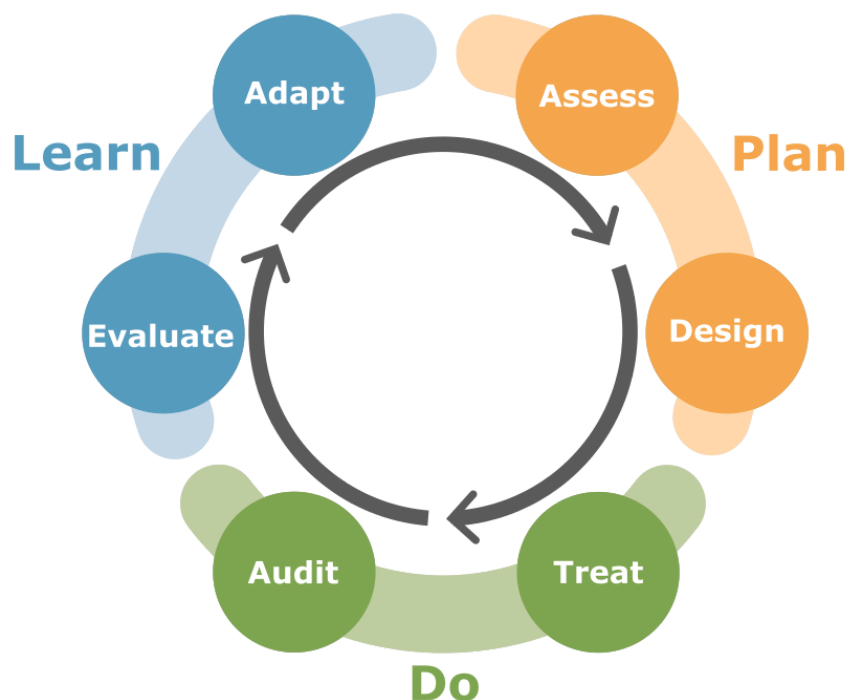 Adapt
Assess
Learn
Plan
Evaluate
Design
Audit
Treat
Do